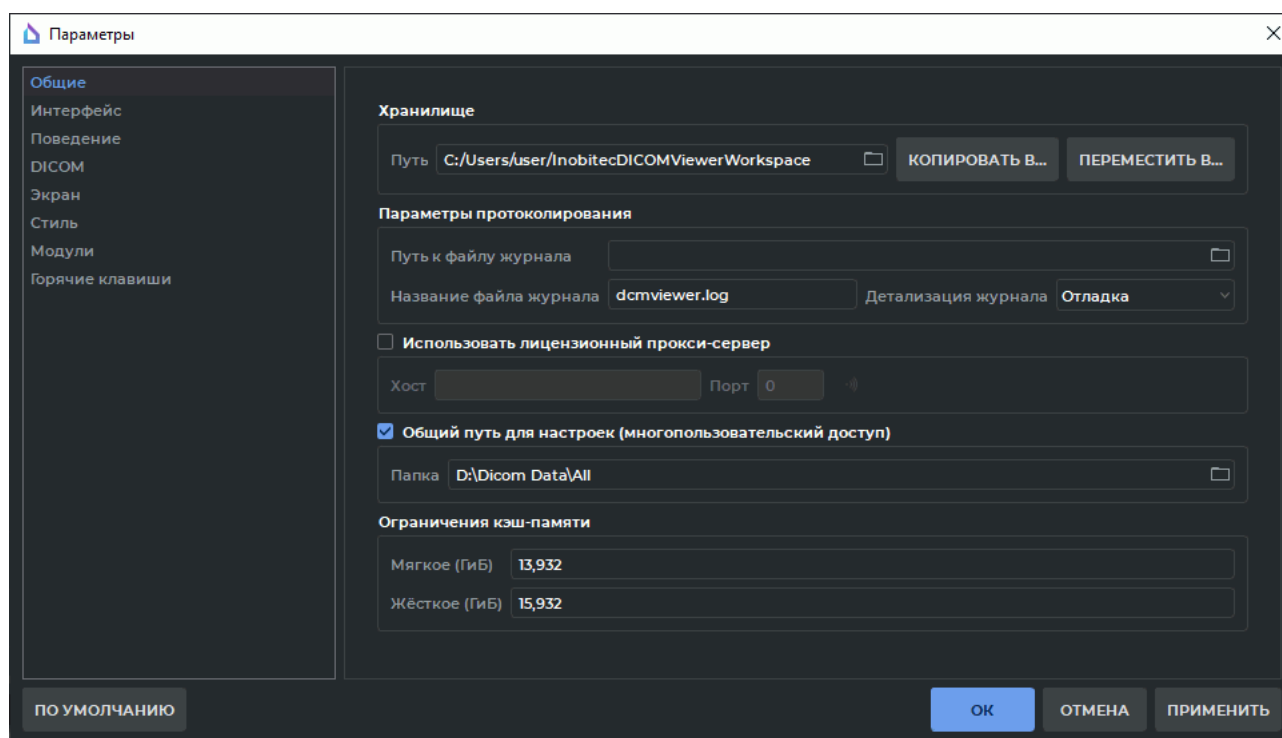 Параметры
Общие
Интерфейс
Поведение
DICOM
Экран
Стиль
Модули
Горячие клавиши
Хранилище
Путь C:/Users/user/InobitecDICOMViewerWorkspace КОПИРОВАТЬ В... ПЕРЕМЕСТИТЬ В...
Параметры протоколирования
Путь к файлу журнала
Название файла журнала dcmviewer.log Детализация журнала Отладка
Использовать лицензионный прокси-сервер
Хост Порт 0
Общий путь для настроек (многопользовательский доступ)
Папка D:\Dicom Data\All
Ограничения кэш-памяти
Мягкое (ГиБ) 13,932
Жёсткое (ГиБ) 15,932
ПО УМОЛЧАНИЮ ОК ОТМЕНА ПРИМЕНИТЬ